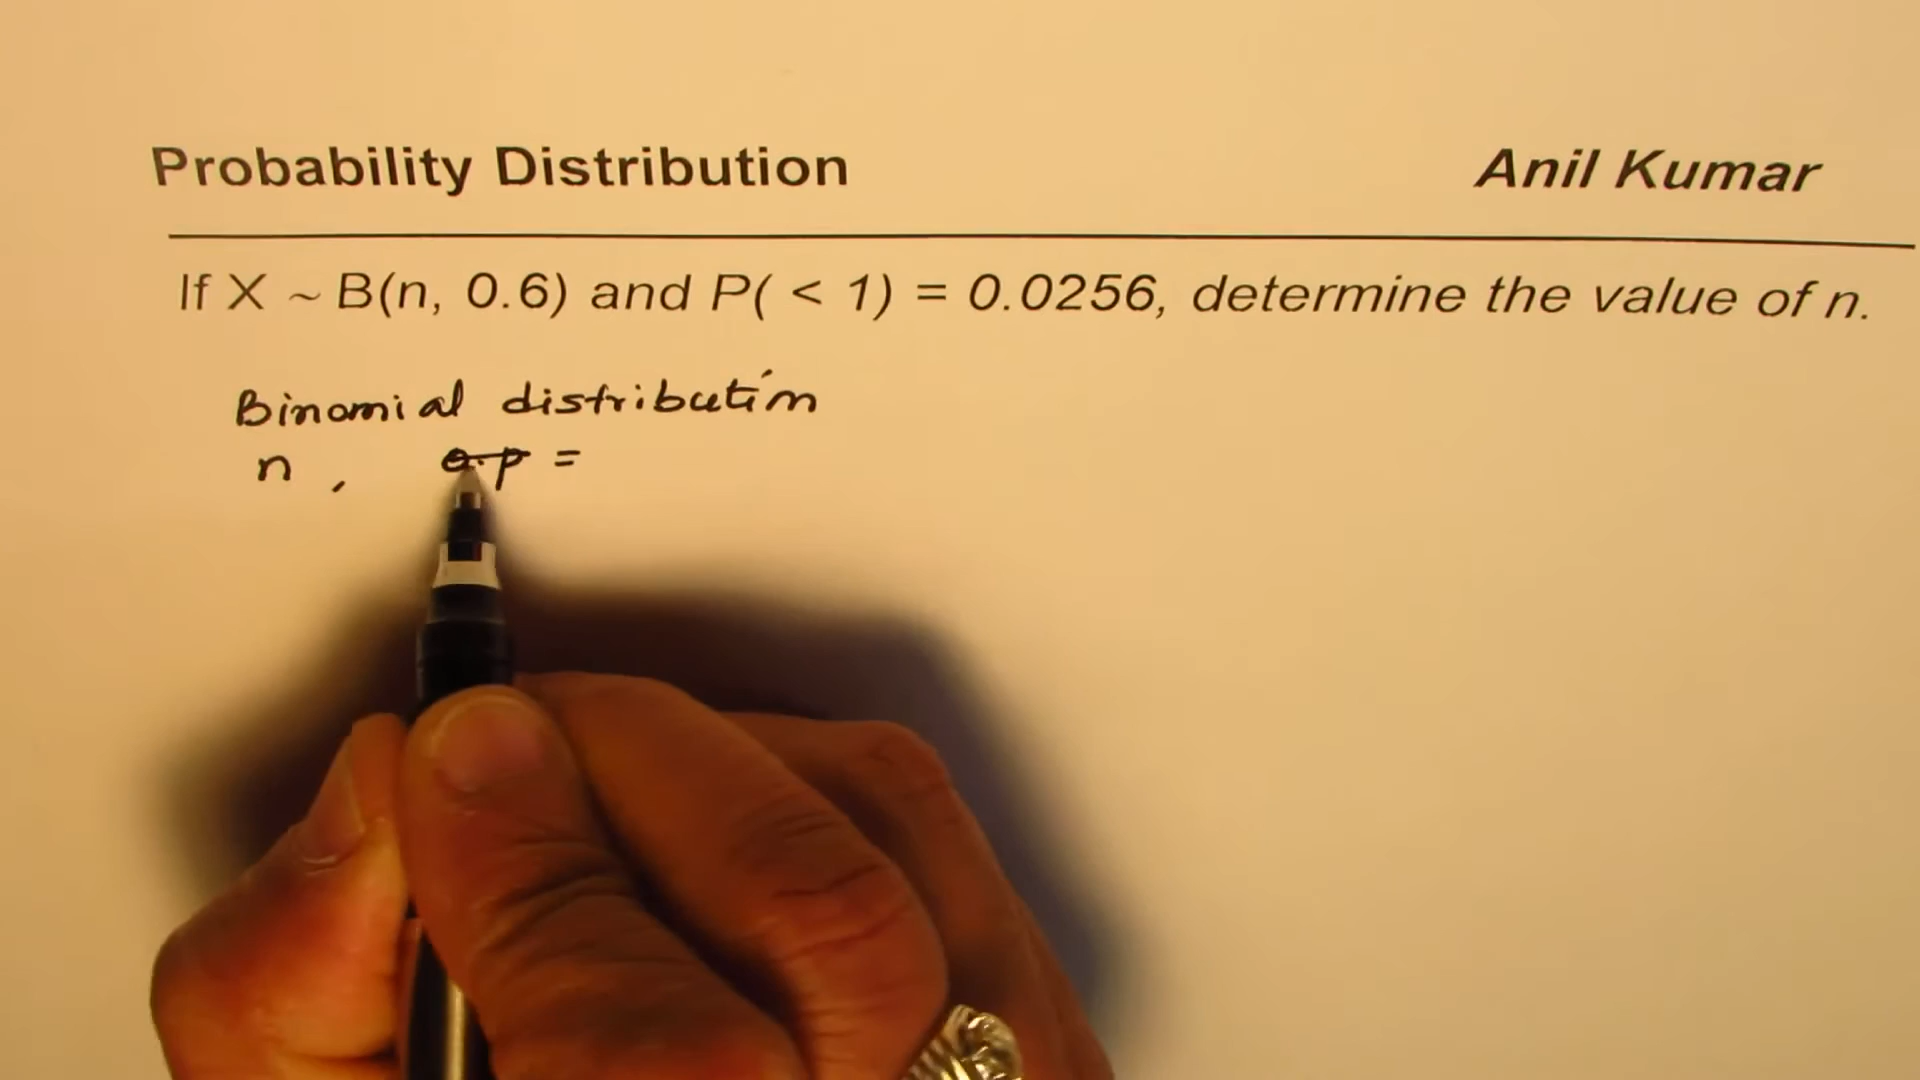 Probability Distribution
Anil Kumar
If X ~ B(n, 0.6) and P( < 1) = 0.0256, determine the value of n.
Binomial distribution
n , p =